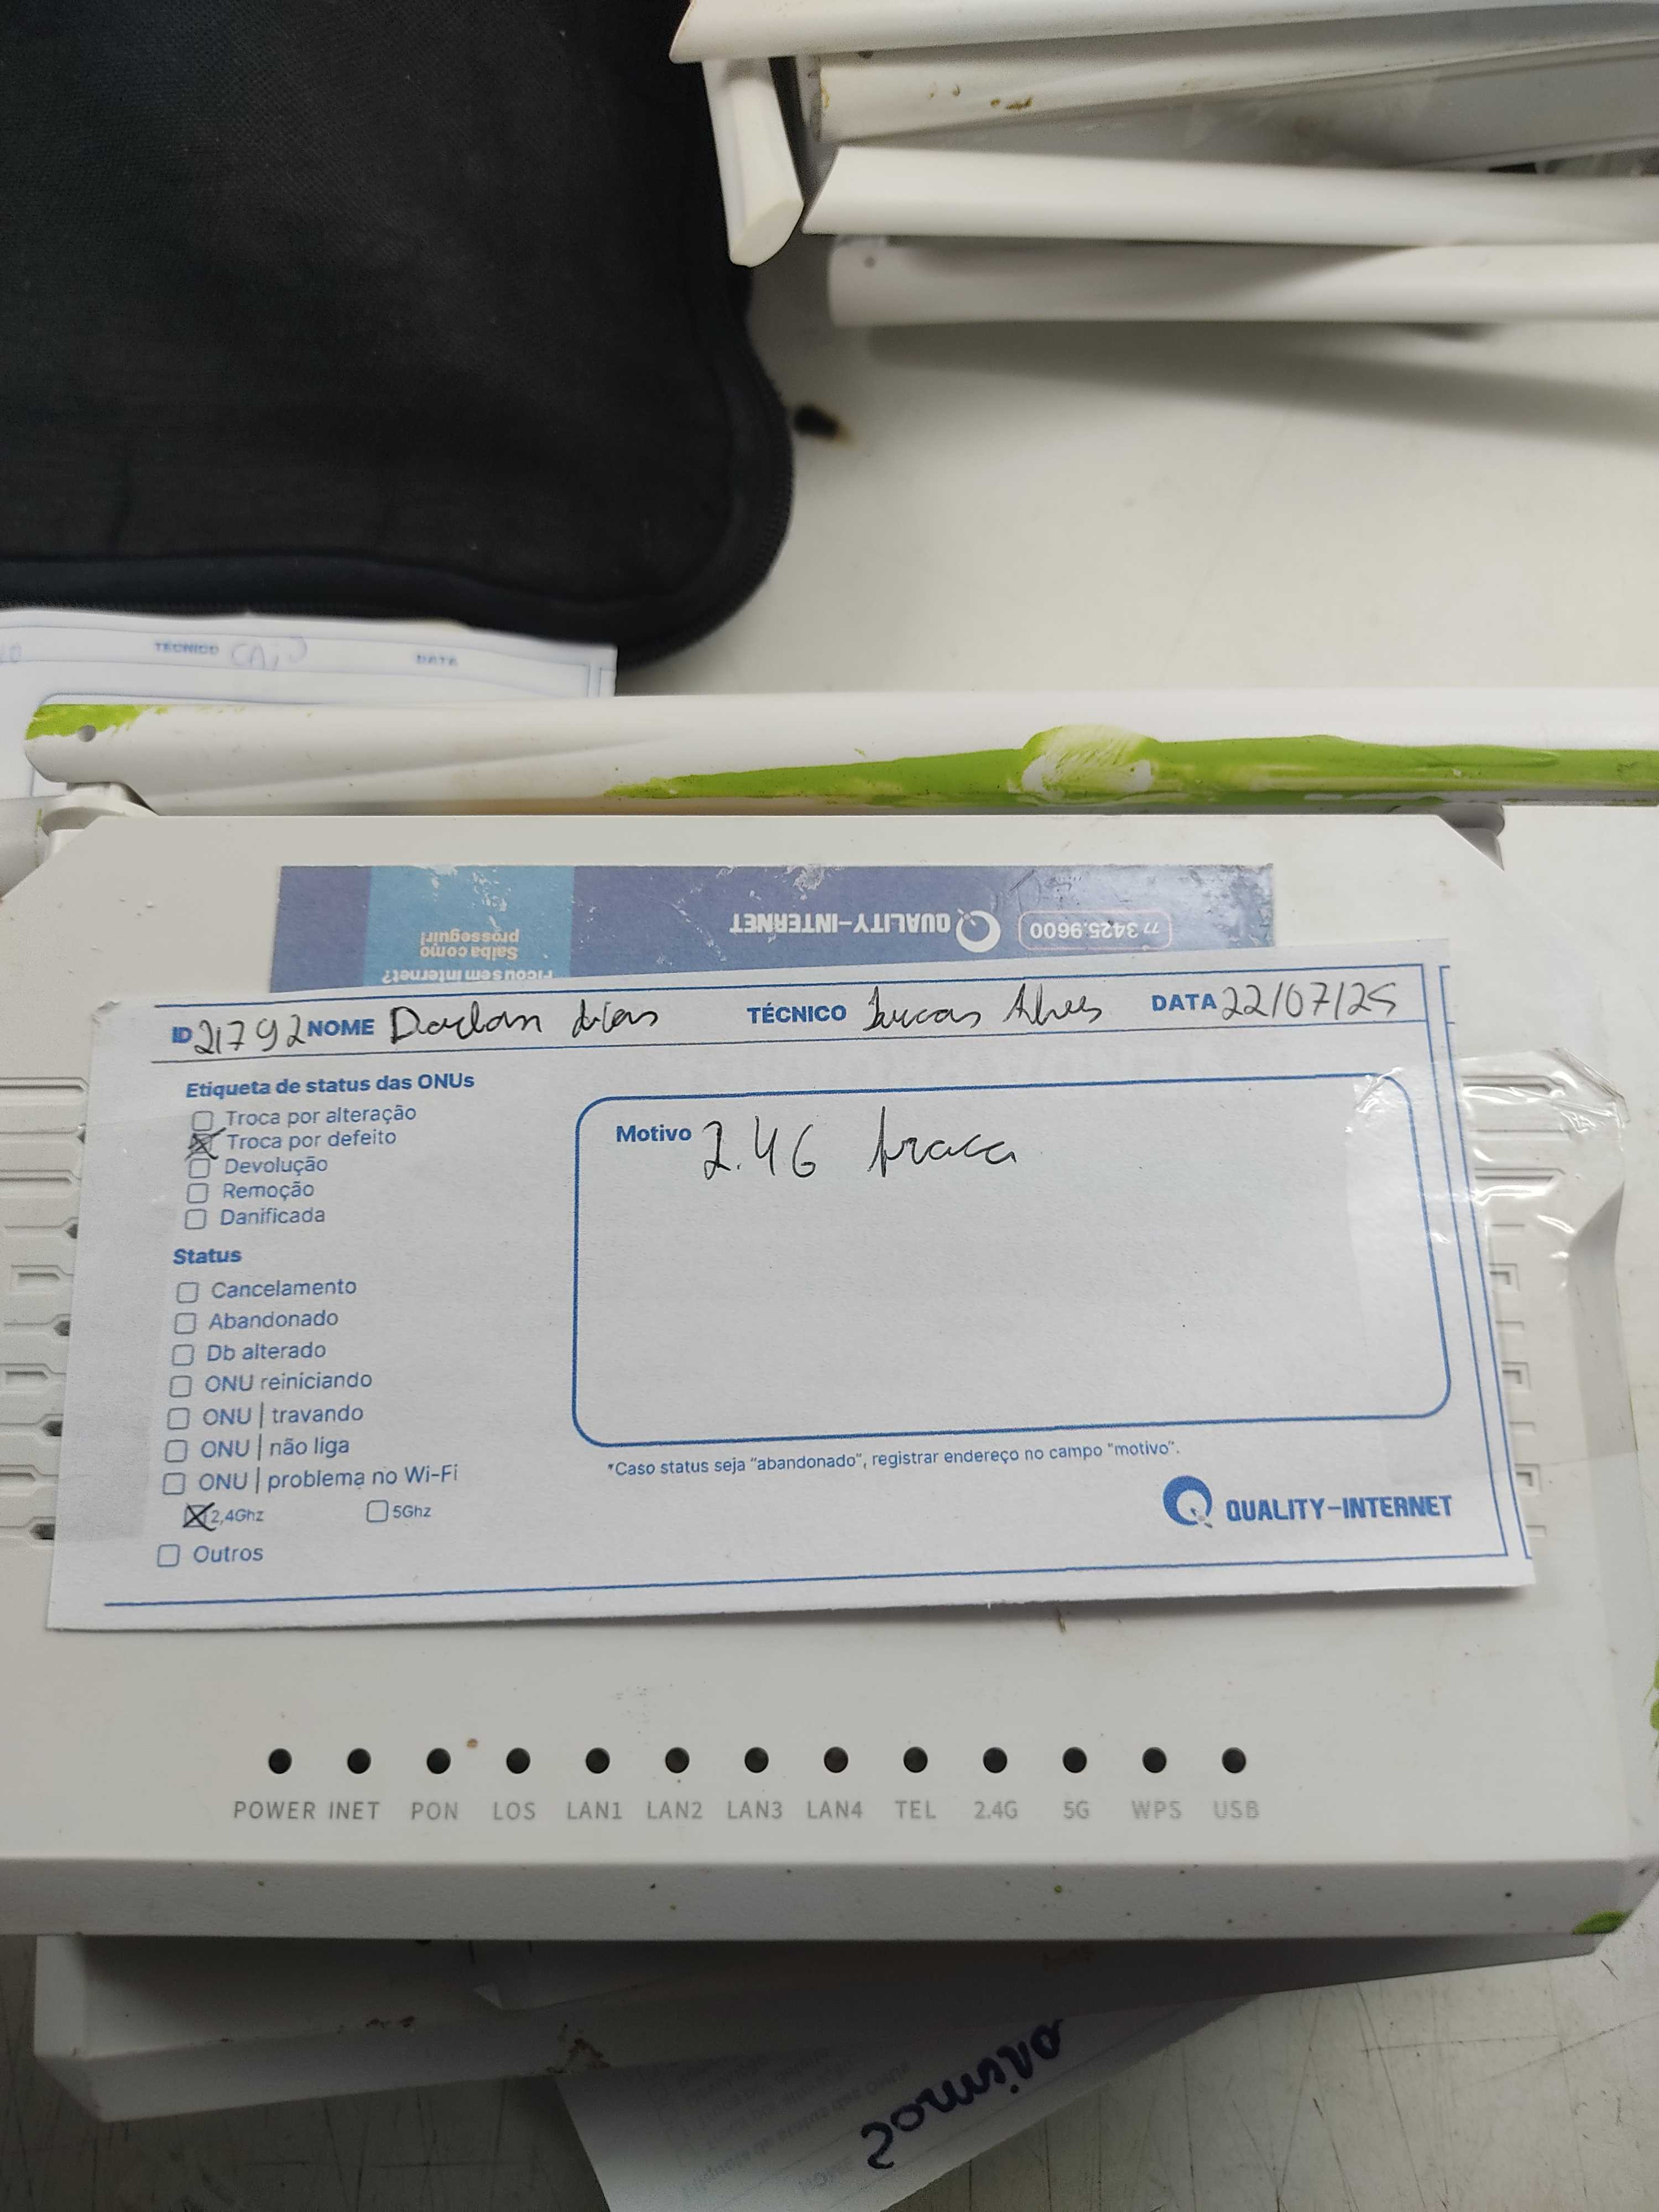 TÉCNICO CAIO DATA
77 3425.9600 QUALITY-INTERNET
Ficou sem internet?
Saiba como
prosseguir!
ID 21792 NOME Darlan dias TÉCNICO Lucas Alves DATA 22/07/25
Etiqueta de status das ONUs
Troca por alteração
Troca por defeito
Devolução
Remoção
Danificada
Motivo 2.4G fraca
Status
Cancelamento
Abandonado
Db alterado
ONU reiniciando
ONU | travando
ONU | não liga
ONU | problema no Wi-Fi
2,4Ghz 5Ghz
Outros
*Caso status seja "abandonado", registrar endereço no campo "motivo".
QUALITY-INTERNET
POWER INET PON LOS LAN1 LAN2 LAN3 LAN4 TEL 2.4G 5G WPS USB